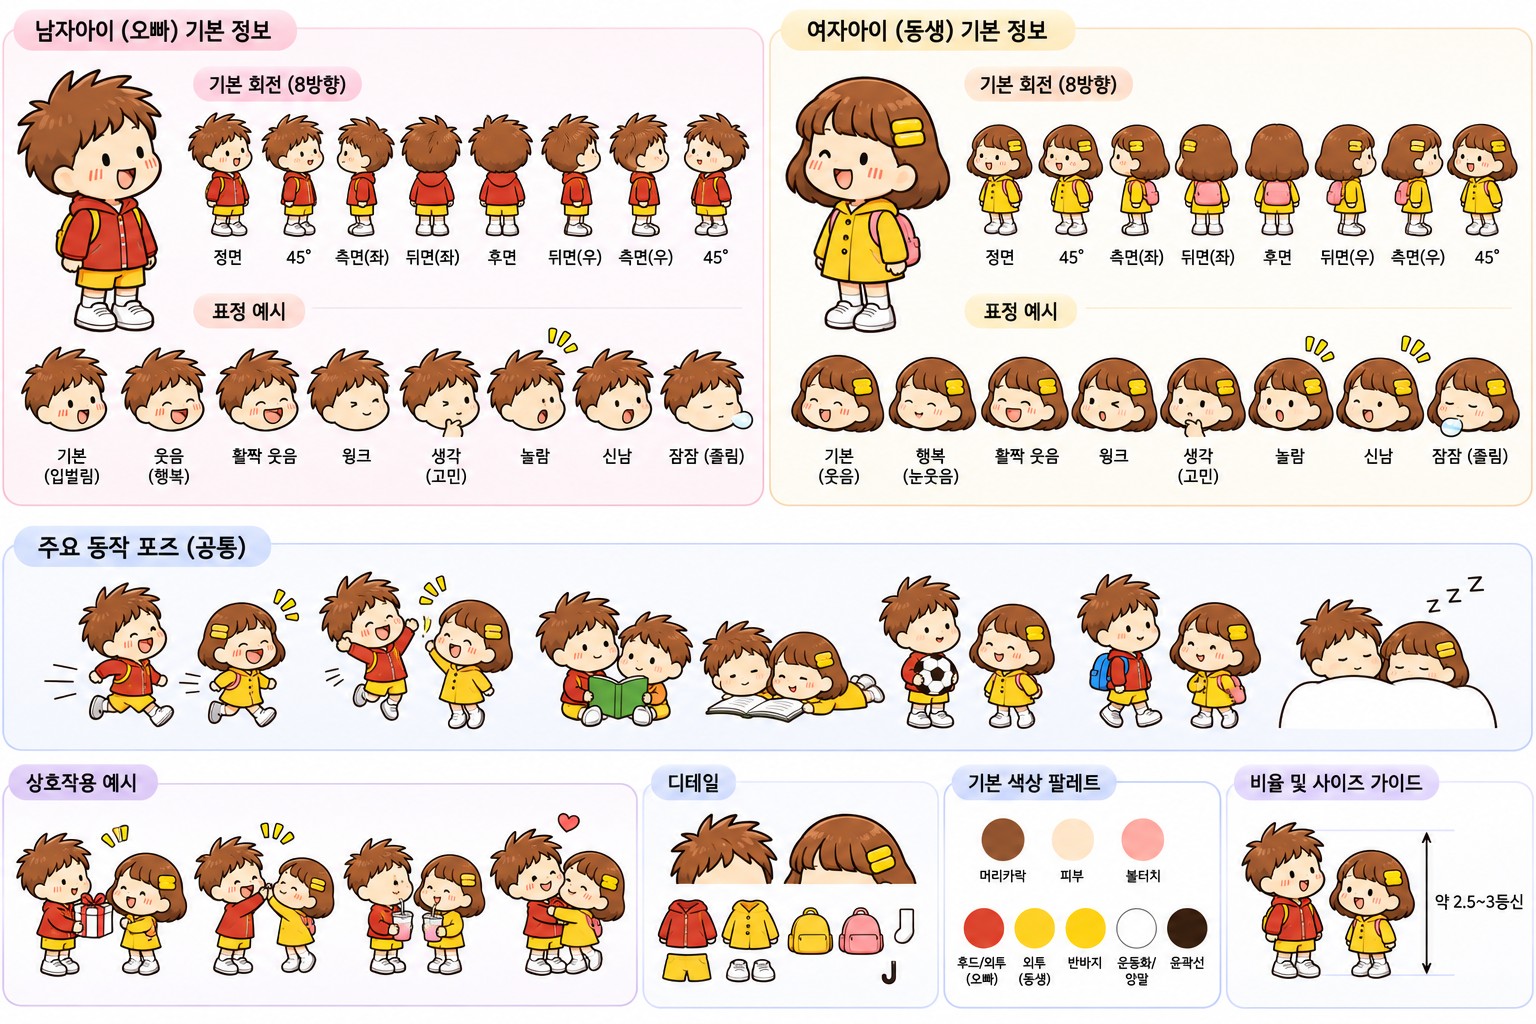 남자아이 (오빠) 기본 정보
기본 회전 (8방향)
정면
45°
측면(좌)
뒤면(좌)
후면
뒤면(우)
측면(우)
45°
표정 예시
기본
(입벌림)
웃음
(행복)
활짝 웃음
윙크
생각
(고민)
놀람
신남
잠잠 (졸림)
여자아이 (동생) 기본 정보
기본 회전 (8방향)
정면
45°
측면(좌)
뒤면(좌)
후면
뒤면(우)
측면(우)
45°
표정 예시
기본
(웃음)
행복
(눈웃음)
활짝 웃음
윙크
생각
(고민)
놀람
신남
잠잠 (졸림)
주요 동작 포즈 (공통)
z z z
상호작용 예시
디테일
기본 색상 팔레트
머리카락
피부
볼터치
후드/외투
(오빠)
외투
(동생)
반바지
운동화/
양말
윤곽선
비율 및 사이즈 가이드
약 2.5~3등신